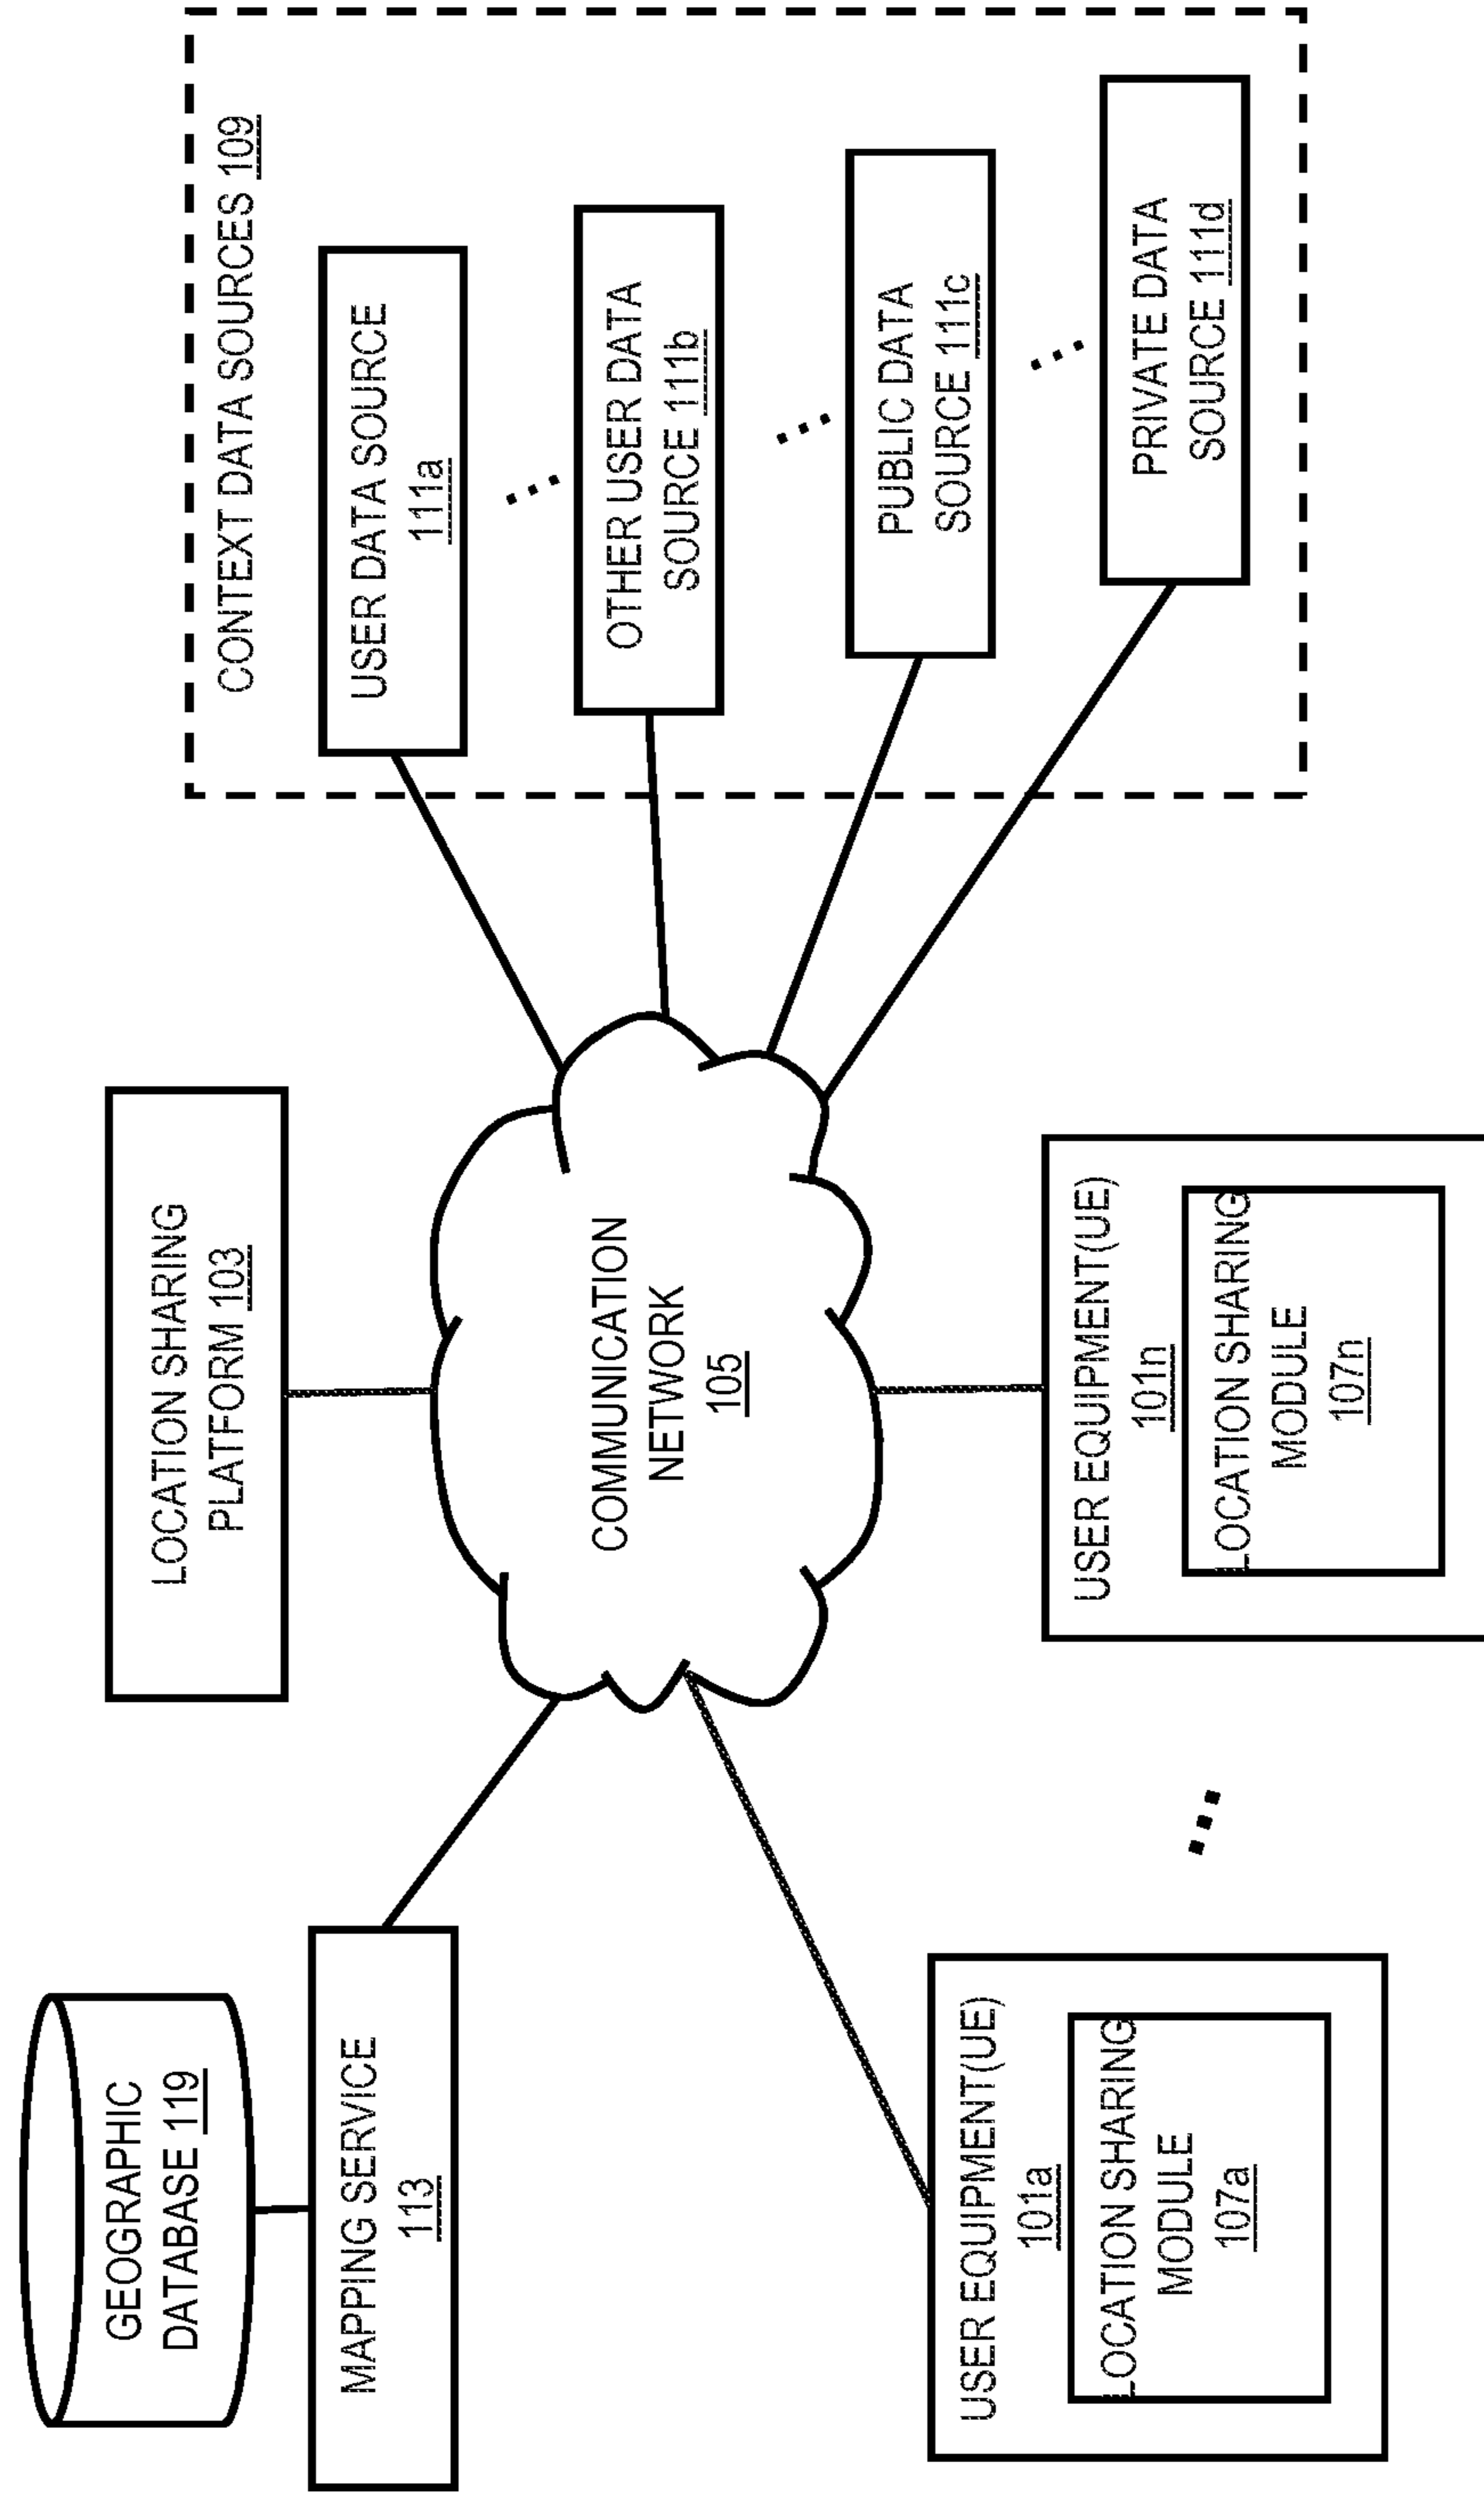 GEOGRAPHIC
DATABASE 119
MAPPING SERVICE
113
LOCATION SHARING
PLATFORM 103
CONTEXT DATA SOURCES 109
USER DATA SOURCE
111a
OTHER USER DATA
SOURCE 111b
PUBLIC DATA
SOURCE 111c
PRIVATE DATA
SOURCE 111d
COMMUNICATION
NETWORK
105
USER EQUIPMENT(UE)
101a
LOCATION SHARING
MODULE
107a
USER EQUIPMENT(UE)
101n
LOCATION SHARING
MODULE
107n